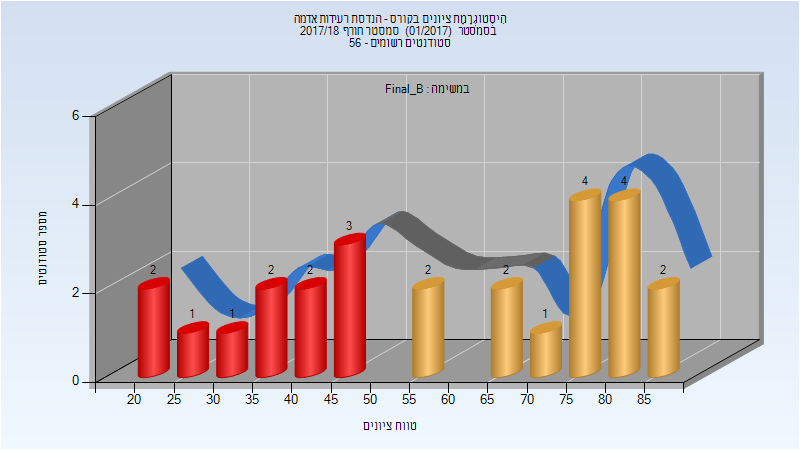 הִיסְטוֹגְרָמַת ציונים בקורס - הנדסת רעידות אדמה
בסמסטר (01/2017) סמסטר חורף 2017/18
סטודנטים רשומים - 56
במשימה : Final_B
מספר סטודנטים
6
4
2
0
2
1
1
2
2
3
2
2
1
4
4
2
20 25 30 35 40 45 50 55 60 65 70 75 80 85
טווח ציונים